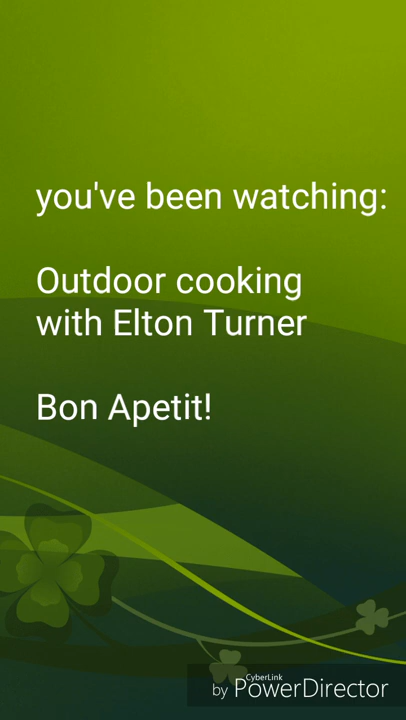 you've been watching:
Outdoor cooking
with Elton Turner
Bon Apetit!
CyberLink
by PowerDirector